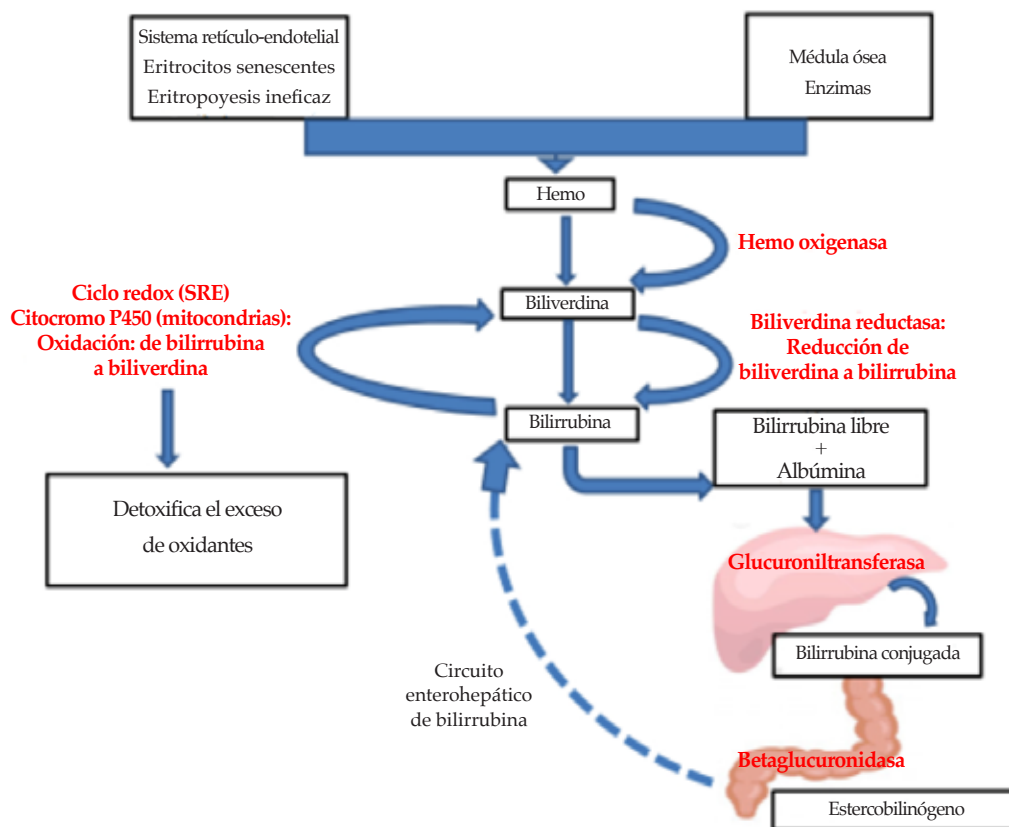 Sistema retículo-endotelial
Eritrocitos senescentes
Eritropoyesis ineficaz
Médula ósea
Enzimas
Hemo
Hemo oxigenasa
Ciclo redox (SRE)
Citocromo P450 (mitocondrias):
Oxidación: de bilirrubina
a biliverdina
Biliverdina
Biliverdina reductasa:
Reducción de
biliverdina a bilirrubina
Bilirrubina
Bilirrubina libre
+
Albúmina
Detoxifica el exceso
de oxidantes
Glucuroniltransferasa
Bilirrubina conjugada
Circuito
enterohepático
de bilirrubina
Betaglucuronidasa
Estercobilinógeno